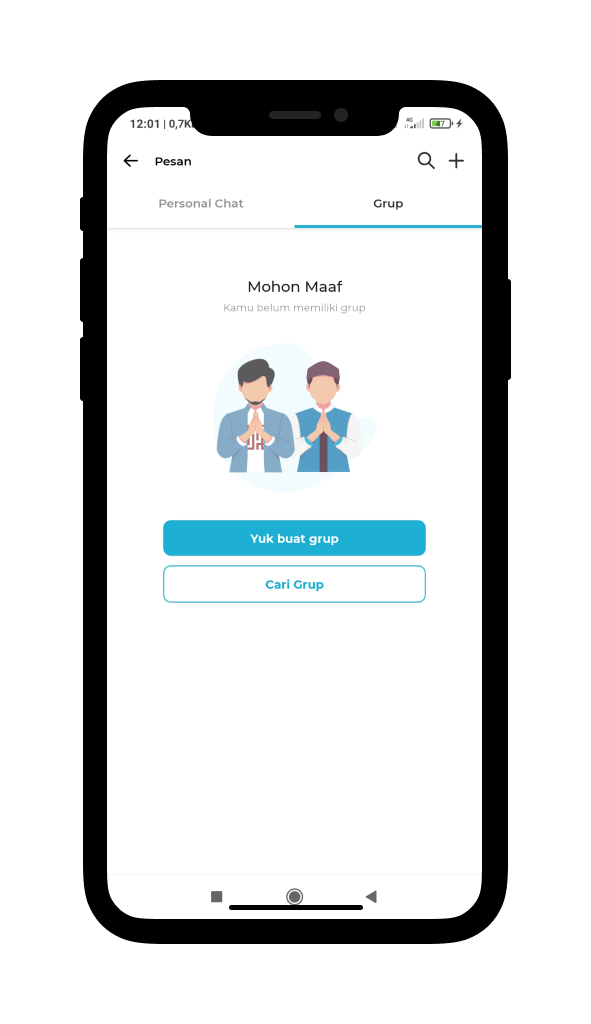 12:01 | 0,7K
4G 47
Pesan
Personal Chat
Grup
Mohon Maaf
Kamu belum memiliki grup
Yuk buat grup
Cari Grup